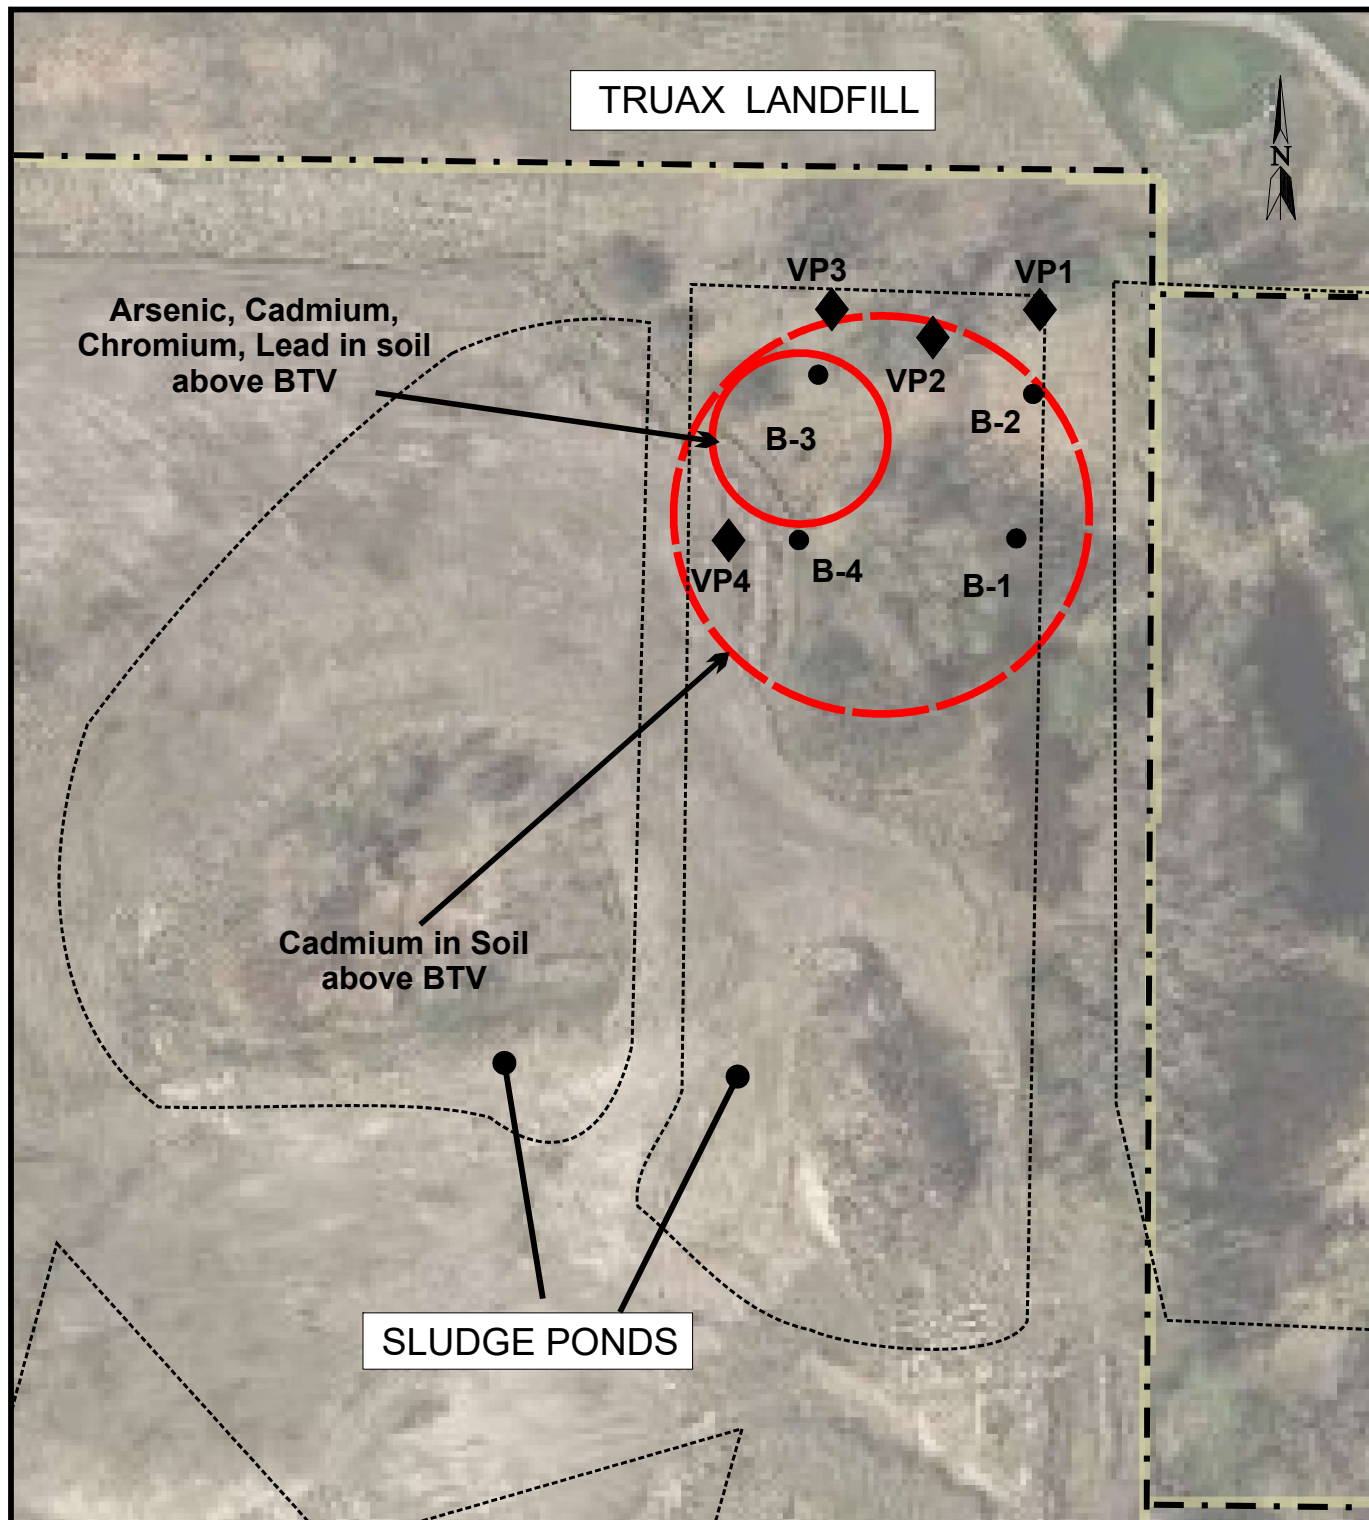 TRUAX LANDFILL
N
VP3
VP1
Arsenic, Cadmium,
Chromium, Lead in soil
above BTV
VP2
B-2
B-3
VP4
B-4
B-1
Cadmium in Soil
above BTV
SLUDGE PONDS